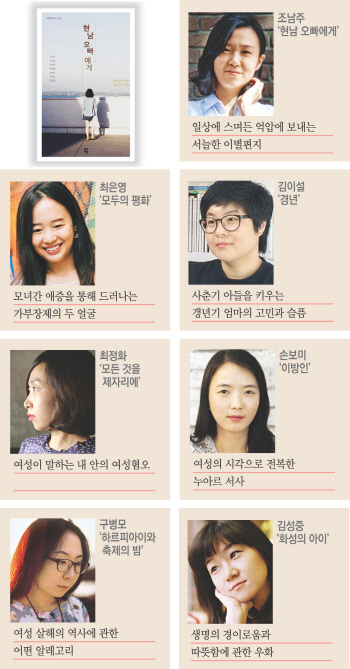 현남
오빠
에게
조남주
‘현남 오빠에게’
일상에 스며든 억압에 보내는
서늘한 이별편지
최은영
‘모두의 평화’
모녀간 애증을 통해 드러나는
가부장제의 두 얼굴
김이설
‘경년’
사춘기 아들을 키우는
갱년기 엄마의 고민과 슬픔
최정화
‘모든 것을
제자리에’
여성이 말하는 내 안의 여성혐오
손보미
‘이방인’
여성의 시각으로 전복한
누아르 서사
구병모
‘하르피아이와
축제의 밤’
여성 살해의 역사에 관한
어떤 알레고리
김성중
‘화성의 아이’
생명의 경이로움과
따뜻함에 관한 우화